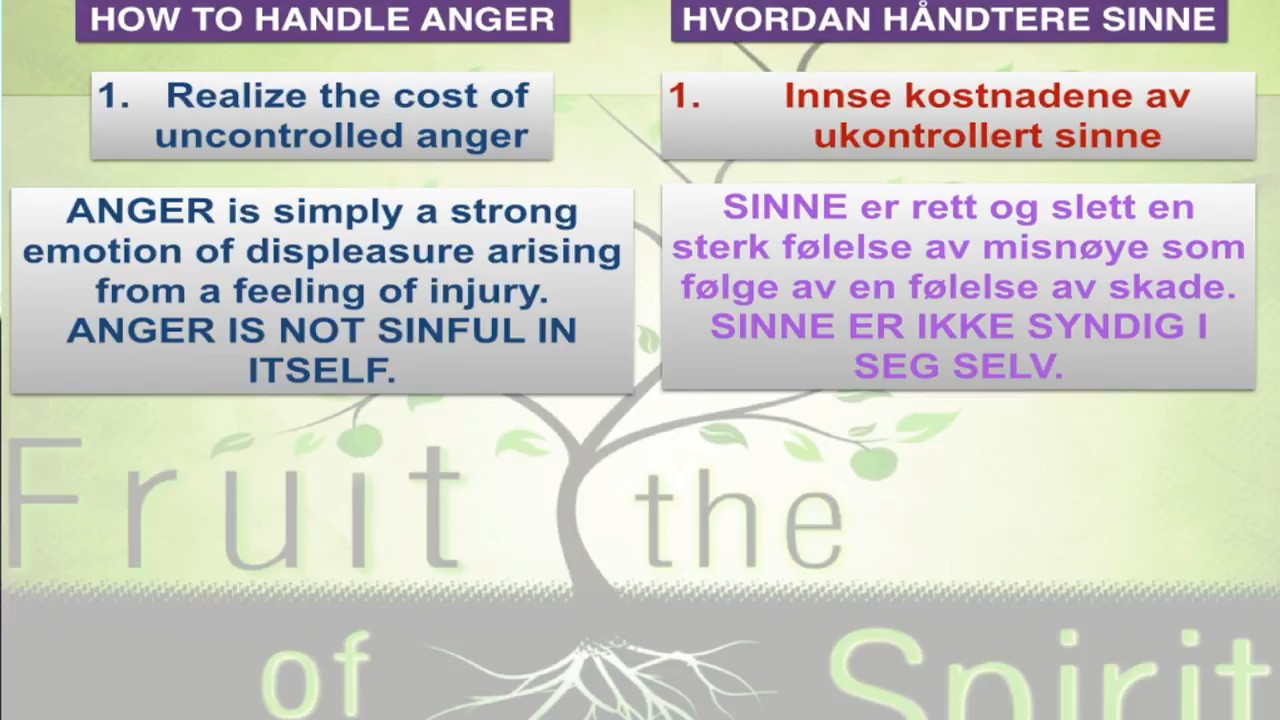 HOW TO HANDLE ANGER
1. Realize the cost of
uncontrolled anger
ANGER is simply a strong
emotion of displeasure arising
from a feeling of injury.
ANGER IS NOT SINFUL IN
ITSELF.
HVORDAN HÅNDTERE SINNE
1. Innse kostnadene av
ukontrollert sinne
SINNE er rett og slett en
sterk følelse av misnøye som
følge av en følelse av skade.
SINNE ER IKKE SYNDIG I
SEG SELV.
Fruit the
of Spirit